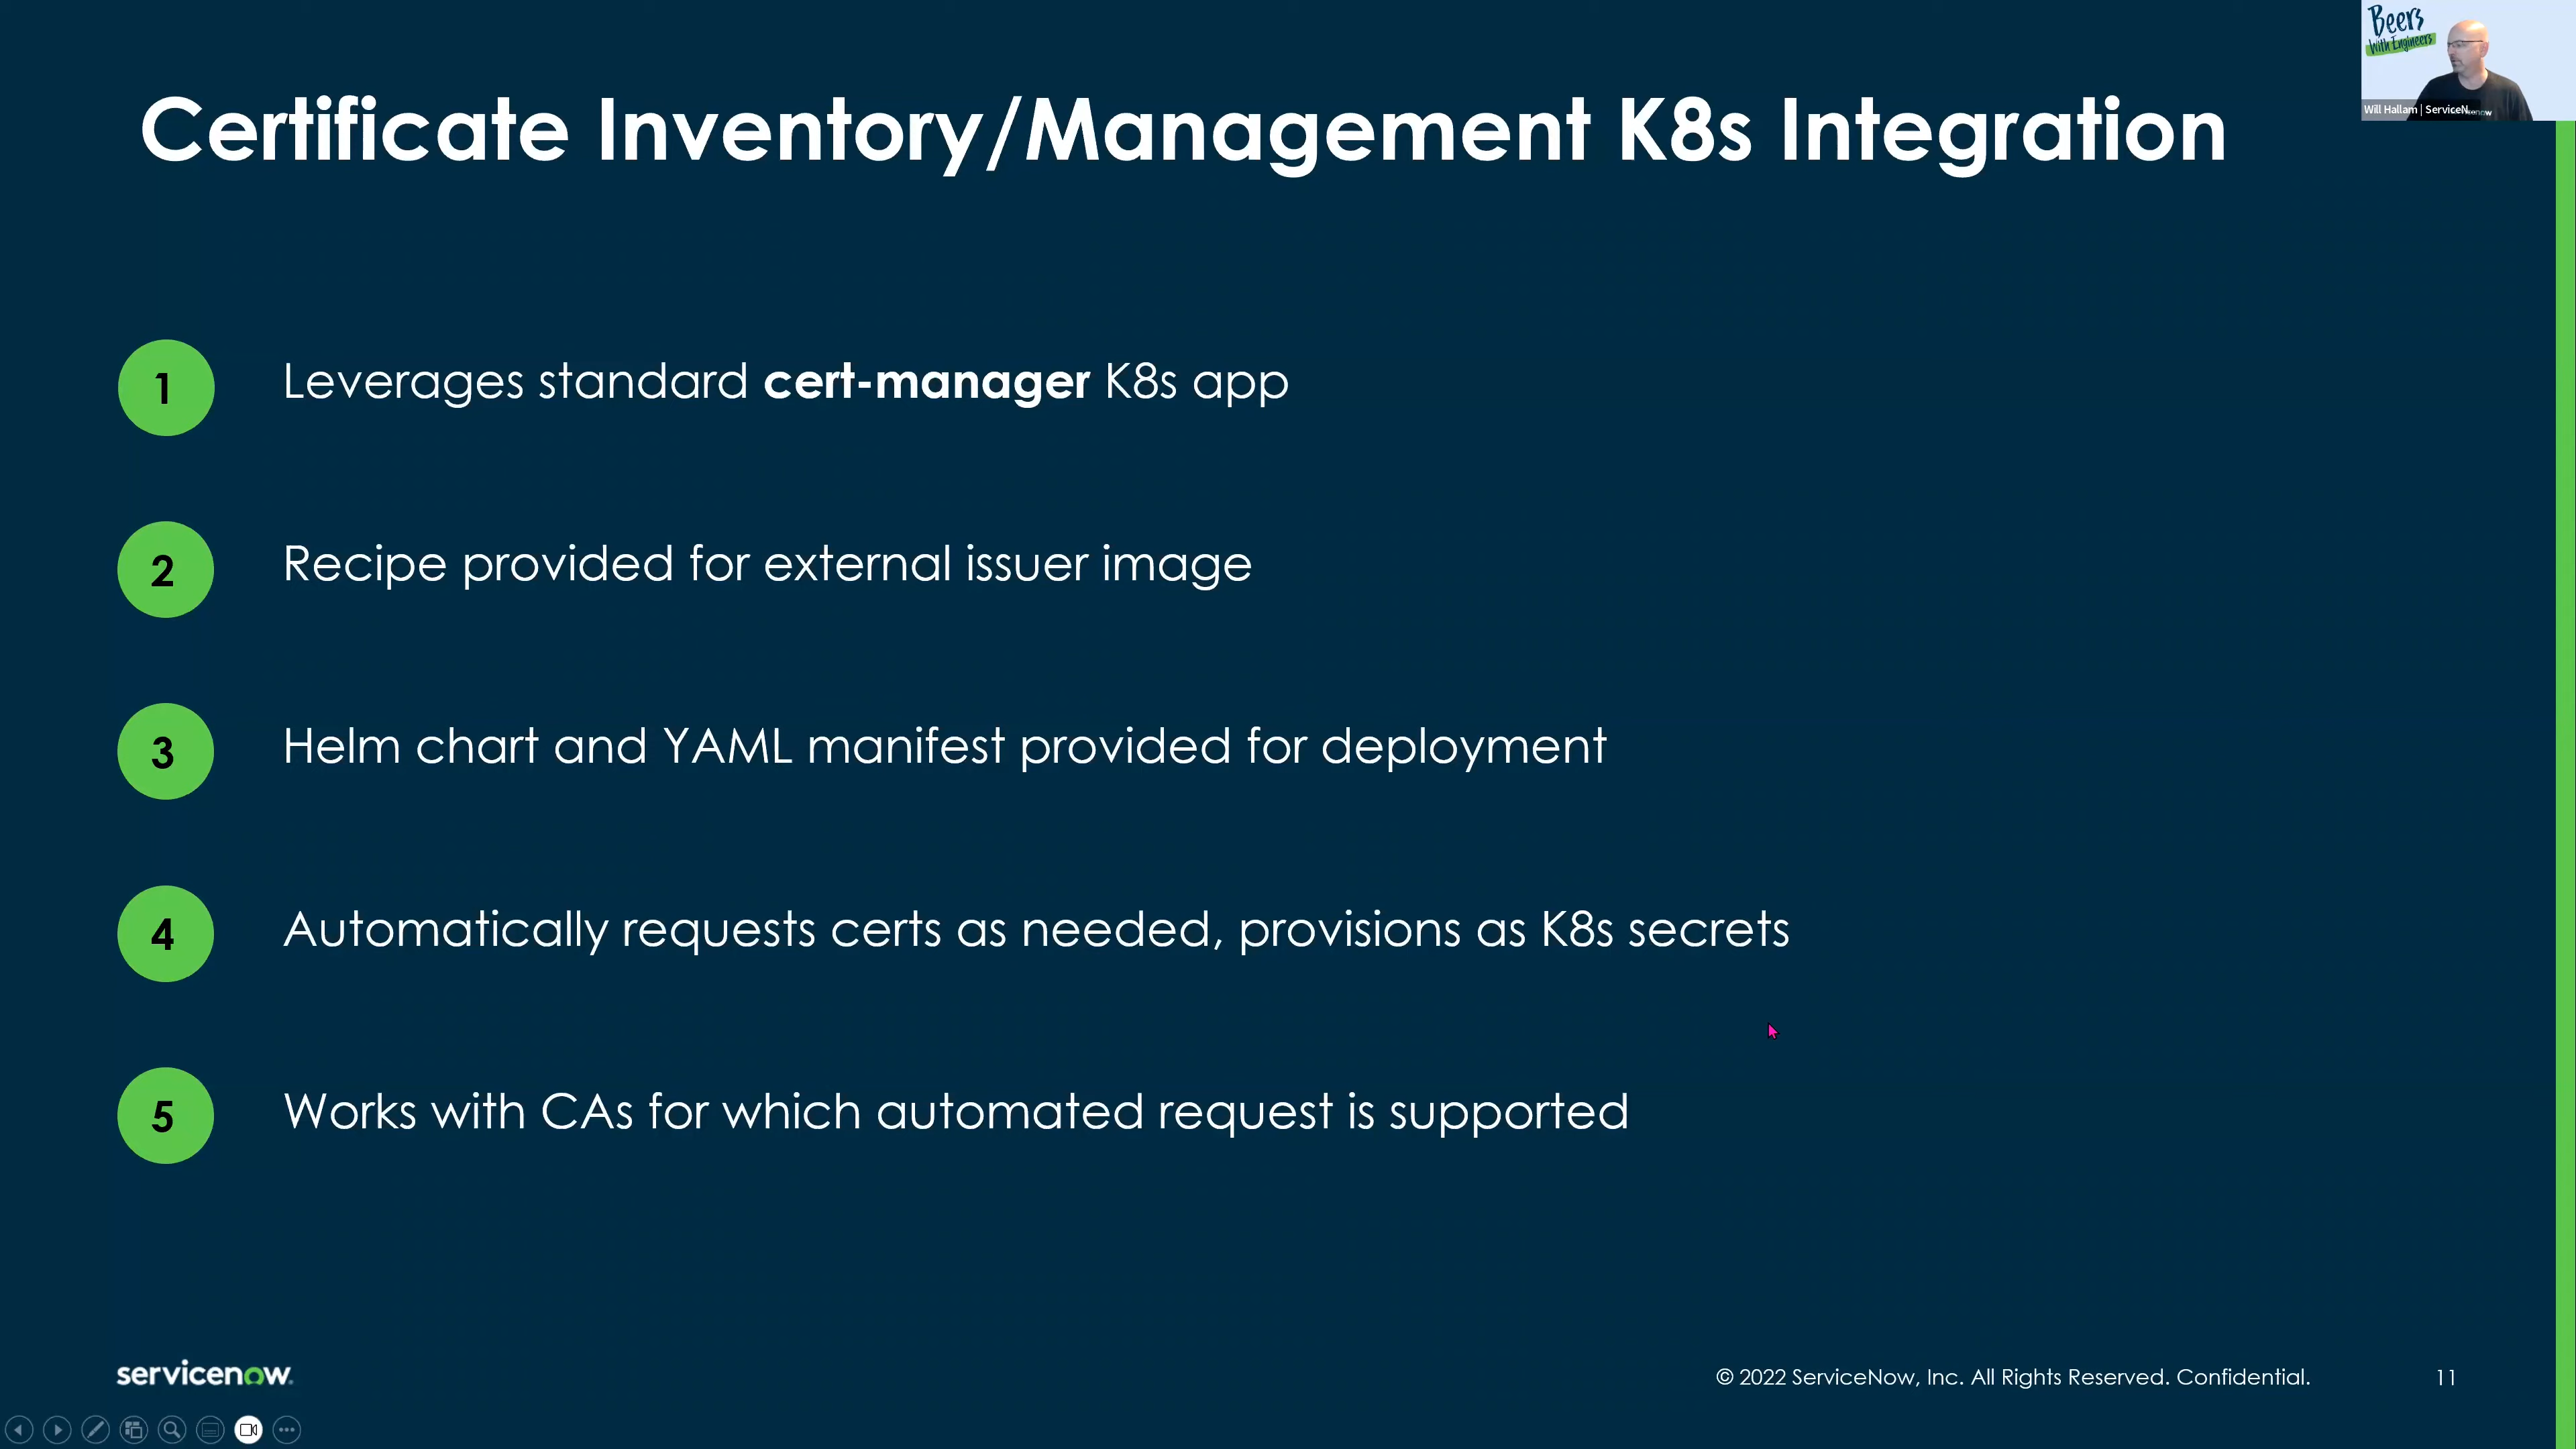 Beers
With Engineers
Will Hallam | ServiceN...
Certificate Inventory/Management K8s Integration
1 Leverages standard cert-manager K8s app
2 Recipe provided for external issuer image
3 Helm chart and YAML manifest provided for deployment
4 Automatically requests certs as needed, provisions as K8s secrets
5 Works with CAs for which automated request is supported
servicenow.
© 2022 ServiceNow, Inc. All Rights Reserved. Confidential.
11